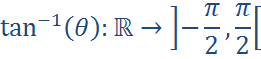 tan⁻¹(θ): ℝ → ]−π/2, π/2[